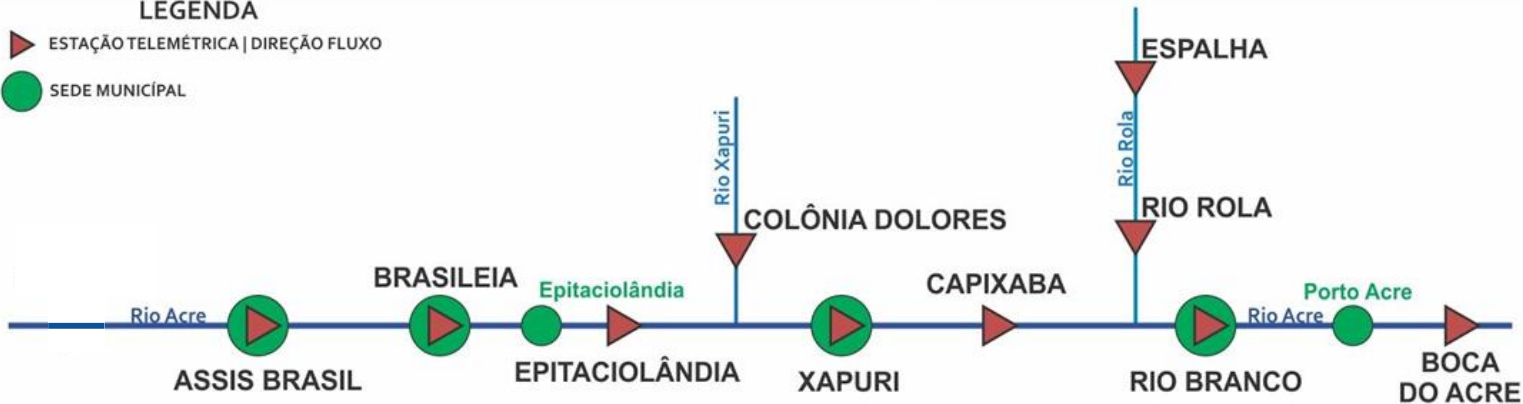 LEGENDA
ESTAÇÃO TELEMÉTRICA | DIREÇÃO FLUXO
SEDE MUNICÍPAL
ESPALHA
Rio Xapuri
Rio Rola
COLÔNIA DOLORES
RIO ROLA
BRASILEIA
Epitaciolândia
CAPIXABA
Porto Acre
Rio Acre
Rio Acre
ASSIS BRASIL
EPITACIOLÂNDIA
XAPURI
RIO BRANCO
BOCA
DO ACRE